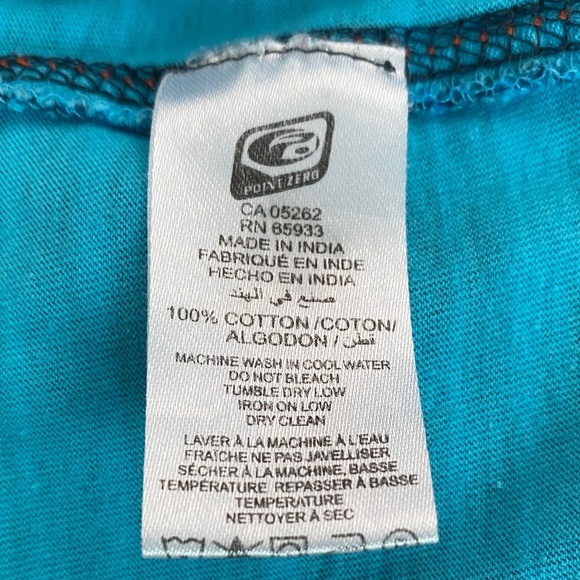 POINT ZERO
CA 05262
RN 65933
MADE IN INDIA
FABRIQUÉ EN INDE
HECHO EN INDIA
صنع في الهند
100% COTTON /COTON/
ALGODON / قطن
MACHINE WASH IN COOL WATER
DO NOT BLEACH
TUMBLE DRY LOW
IRON ON LOW
DRY CLEAN
LAVER À LA MACHINE À L'EAU
FRAÎCHE NE PAS JAVELLISER
SÉCHER À LA MACHINE, BASSE
TEMPÉRATURE REPASSER À BASSE
TEMPÉRATURE
NETTOYER À SEC